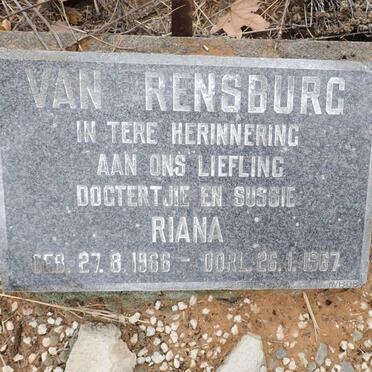 VAN RENSBURG
IN TERE HERINNERING
AAN ONS LIEFLING
DOGTERTJIE EN SUSSIE
RIANA
GEB. 27. 8. 1966 — OORL. 26. 1. 1967